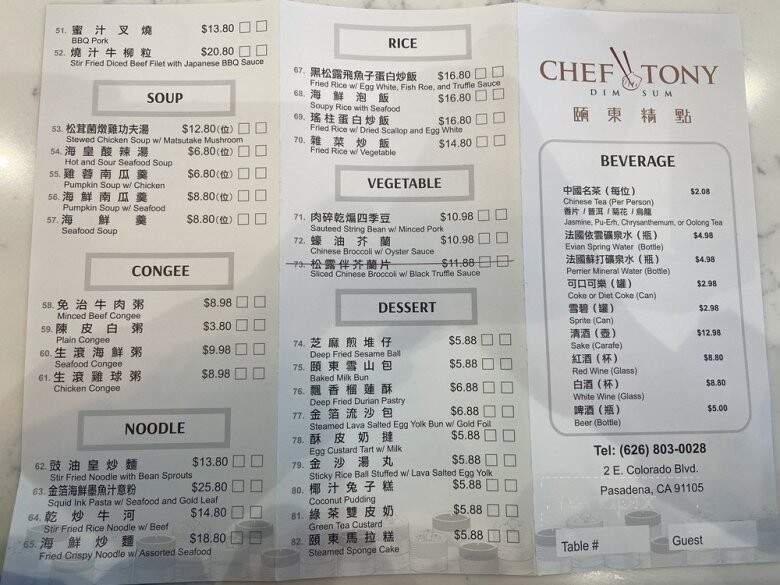 51. 蜜汁叉燒 $13.80
BBQ Pork
52. 燒汁牛柳粒 $20.80
Stir Fried Diced Beef Filet with Japanese BBQ Sauce
SOUP
53. 松茸菌燉雞功夫湯 $12.80(位)
Stewed Chicken Soup w/ Matsutake Mushroom
54. 海皇酸辣湯 $6.80(位)
Hot and Sour Seafood Soup
55. 雞蓉南瓜羹 $6.80(位)
Pumpkin Soup w/ Chicken
56. 海鮮南瓜羹 $8.80(位)
Pumpkin Soup w/ Seafood
57. 海鮮羹 $8.80(位)
Seafood Soup
CONGEE
58. 免治牛肉粥 $8.98
Minced Beef Congee
59. 陳皮白粥 $3.80
Plain Congee
60. 生滾海鮮粥 $9.98
Seafood Congee
61. 生滾雞球粥 $8.98
Chicken Congee
NOODLE
62. 豉油皇炒麵 $13.80
Stir Fried Noodle with Bean Sprouts
63. 金箔海鮮墨魚汁意粉 $25.80
Squid Ink Pasta w/ Seafood and Gold Leaf
64. 乾炒牛河 $14.80
Stir Fried Rice Noodle w/ Beef
65. 海鮮炒麵 $18.80
Fried Crispy Noodle w/ Assorted Seafood
RICE
67. 黑松露飛魚子蛋白炒飯 $16.80
Fried Rice w/ Egg White, Fish Roe, and Truffle Sauce
68. 海鮮泡飯 $16.80
Soupy Rice with Seafood
69. 瑤柱蛋白炒飯 $16.80
Fried Rice w/ Dried Scallop and Egg White
70. 雜菜炒飯 $14.80
Fried Rice w/ Vegetable
VEGETABLE
71. 肉碎乾煸四季豆 $10.98
Sauteed String Bean w/ Minced Pork
72. 蠔油芥蘭 $10.98
Chinese Broccoli w/ Oyster Sauce
73. 松露伴芥蘭片 $11.88
Sliced Chinese Broccoli w/ Black Truffle Sauce
DESSERT
74. 芝麻煎堆仔 $5.88
Deep Fried Sesame Ball
75. 頤東雪山包 $5.88
Baked Milk Bun
76. 飄香榴蓮酥 $6.88
Deep Fried Durian Pastry
77. 金箔流沙包 $6.88
Steamed Lava Salted Egg Yolk Bun w/ Gold Foil
78. 酥皮奶撻 $5.88
Egg Custard Tart w/ Milk
79. 金沙湯丸 $5.88
Sticky Rice Ball Stuffed w/ Lava Salted Egg Yolk
80. 椰汁兔子糕 $5.88
Coconut Pudding
81. 綠茶雙皮奶 $5.88
Green Tea Custard
82. 頤東馬拉糕 $5.88
Steamed Sponge Cake
CHEF TONY
DIM SUM
頤東精點
BEVERAGE
中國名茶（每位） $2.08
Chinese Tea (Per Person)
香片 / 普洱 / 菊花 / 烏龍
Jasmine, Pu-Erh, Chrysanthemum, or Oolong Tea
法國依雲礦泉水（瓶） $4.98
Evian Spring Water (Bottle)
法國蘇打礦泉水（瓶） $4.98
Perrier Mineral Water (Bottle)
可口可樂（罐） $2.98
Coke or Diet Coke (Can)
雪碧（罐） $2.98
Sprite (Can)
清酒（壺） $12.98
Sake (Carafe)
紅酒（杯） $8.80
Red Wine (Glass)
白酒（杯） $8.80
White Wine (Glass)
啤酒（瓶） $5.00
Beer (Bottle)
Tel: (626) 803-0028
2 E. Colorado Blvd.
Pasadena, CA 91105
Table # Guest